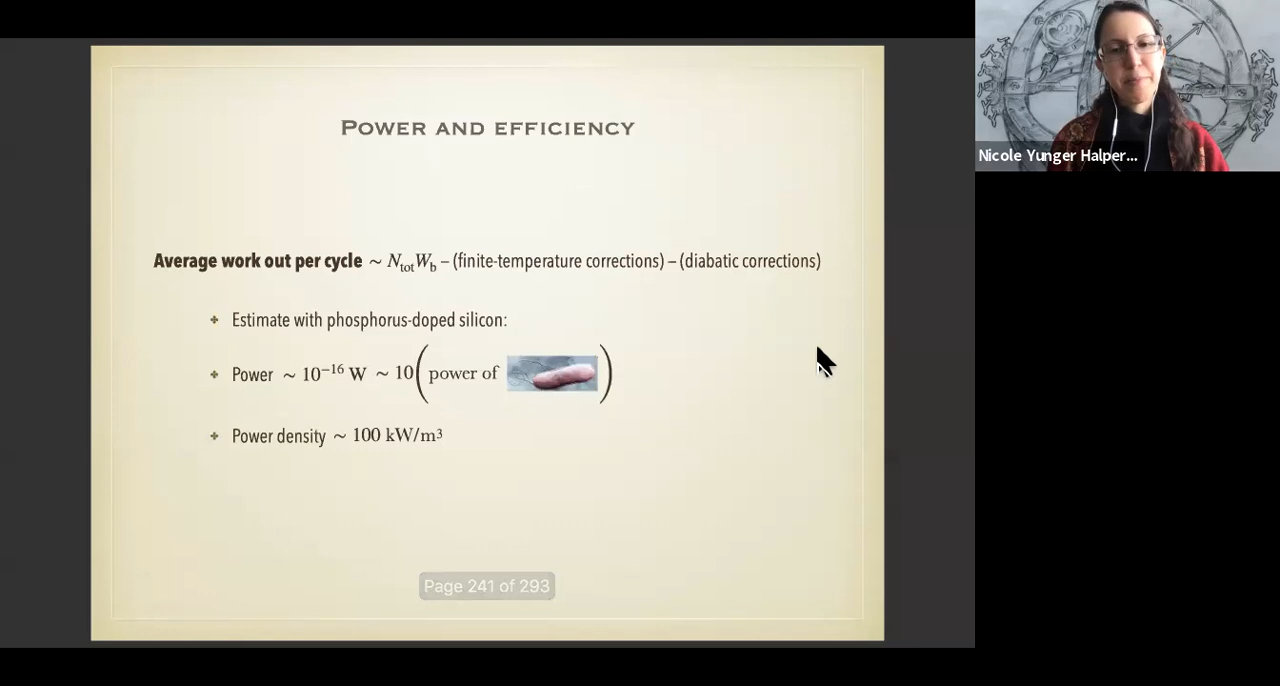 POWER AND EFFICIENCY
Nicole Yunger Halper...
Average work out per cycle ~ N_tot W_b – (finite-temperature corrections) – (diabatic corrections)
Estimate with phosphorus-doped silicon:
Power ~ 10⁻¹⁶ W ~ 10(power of )
Power density ~ 100 kW/m³
Page 241 of 293